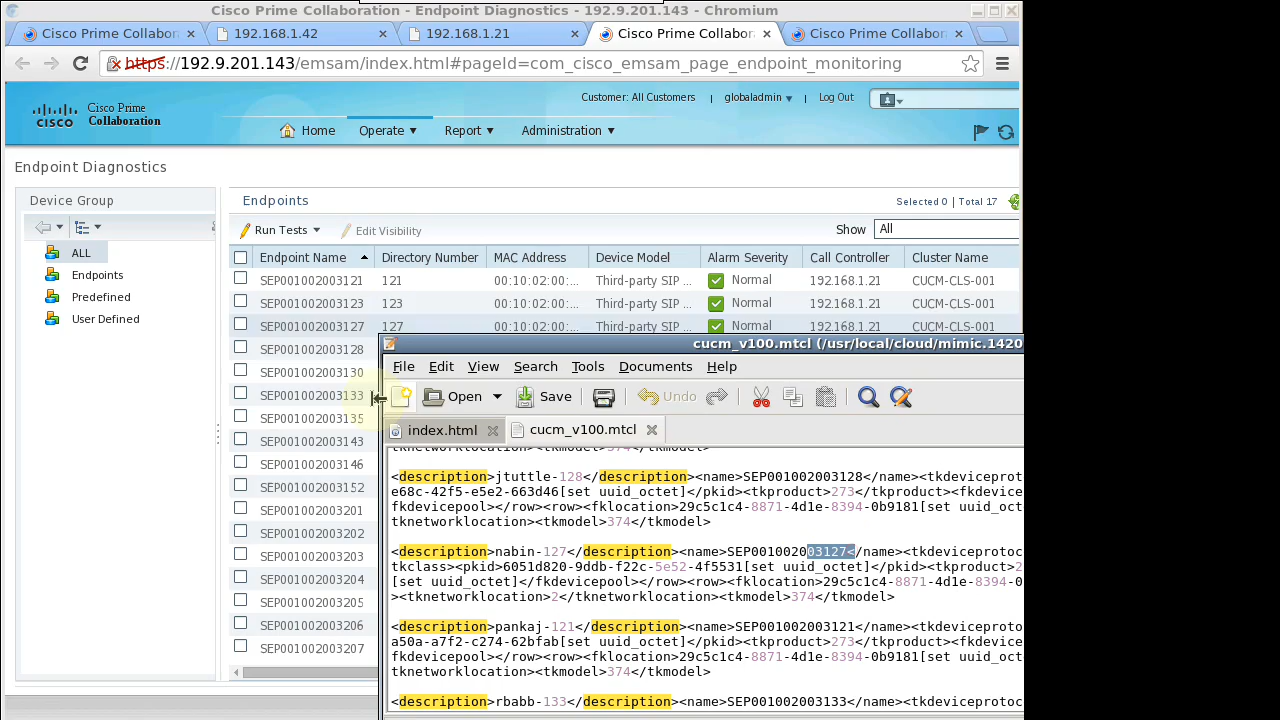 Cisco Prime Collaboration - Endpoint Diagnostics - 192.9.201.143 - Chromium
Cisco Prime Collabor
192.168.1.42
192.168.1.21
Cisco Prime Collabor
Cisco Prime Collabor
https://192.9.201.143/emsam/index.html#pageId=com_cisco_emsam_page_endpoint_monitoring
CISCO
Cisco Prime
Collaboration
Customer: All Customers | globaladmin | Log Out
Home Operate Report Administration
Endpoint Diagnostics
Device Group
ALL
Endpoints
Predefined
User Defined
Endpoints
Selected 0 | Total 17
Run Tests Edit Visibility
Show All
Endpoint Name Directory Number MAC Address Device Model Alarm Severity Call Controller Cluster Name
SEP001002003121 121 00:10:02:00:... Third-party SIP ... Normal 192.168.1.21 CUCM-CLS-001
SEP001002003123 123 00:10:02:00:... Third-party SIP ... Normal 192.168.1.21 CUCM-CLS-001
SEP001002003127 127 00:10:02:00:... Third-party SIP ... Normal 192.168.1.21 CUCM-CLS-001
SEP001002003128
SEP001002003130
SEP001002003133
SEP001002003135
SEP001002003143
SEP001002003146
SEP001002003152
SEP001002003201
SEP001002003202
SEP001002003203
SEP001002003204
SEP001002003205
SEP001002003206
SEP001002003207
cucm_v100.mtcl (/usr/local/cloud/mimic.1420
File Edit View Search Tools Documents Help
Open Save Undo
index.html cucm_v100.mtcl
tknetworklocation><tkmodel>374</tkmodel>
<description>jtuttle-128</description><name>SEP001002003128</name><tkdeviceprot
e68c-42f5-e5e2-663d46[set uuid_octet]</pkid><tkproduct>273</tkproduct><fkdevice
fkdevicepool></row><row><fklocation>29c5c1c4-8871-4d1e-8394-0b9181[set uuid_oct
tknetworklocation><tkmodel>374</tkmodel>
<description>nabin-127</description><name>SEP001002003127</name><tkdeviceprotoc
tkclass><pkid>6051d820-9ddb-f22c-5e52-4f5531[set uuid_octet]</pkid><tkproduct>2
[set uuid_octet]</fkdevicepool></row><row><fklocation>29c5c1c4-8871-4d1e-8394-0
><tknetworklocation>2</tknetworklocation><tkmodel>374</tkmodel>
<description>pankaj-121</description><name>SEP001002003121</name><tkdeviceproto
a50a-a7f2-c274-62bfab[set uuid_octet]</pkid><tkproduct>273</tkproduct><fkdevice
fkdevicepool></row><row><fklocation>29c5c1c4-8871-4d1e-8394-0b9181[set uuid_oct
tknetworklocation><tkmodel>374</tkmodel>
<description>rbabb-133</description><name>SEP001002003133</name><tkdeviceprotoc